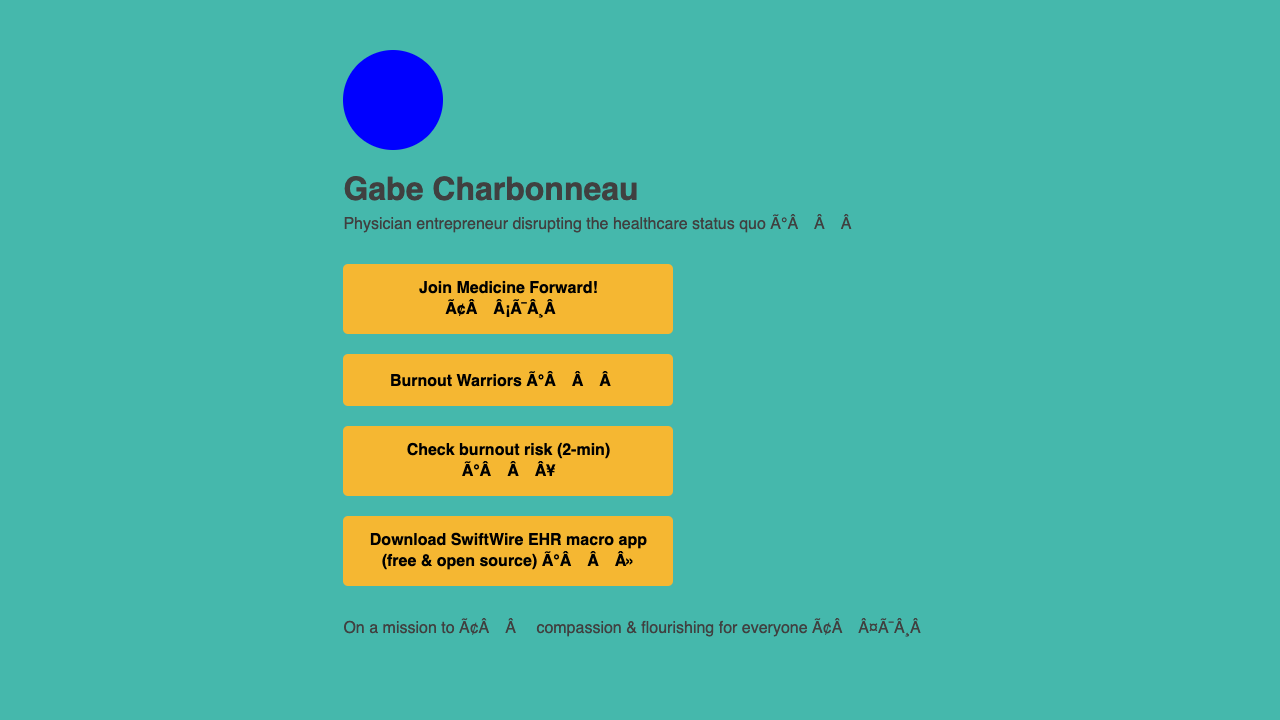 Gabe Charbonneau
Physician entrepreneur disrupting the healthcare status quo Ã°Â Â Â
Join Medicine Forward!
Ã¢Â Â¡Ã¯Â¸Â
Burnout Warriors Ã°Â Â Â
Check burnout risk (2-min)
Ã°Â Â Â¥
Download SwiftWire EHR macro app
(free & open source) Ã°Â Â Â»
On a mission to Ã¢Â Â compassion & flourishing for everyone Ã¢Â Â¤Ã¯Â¸Â